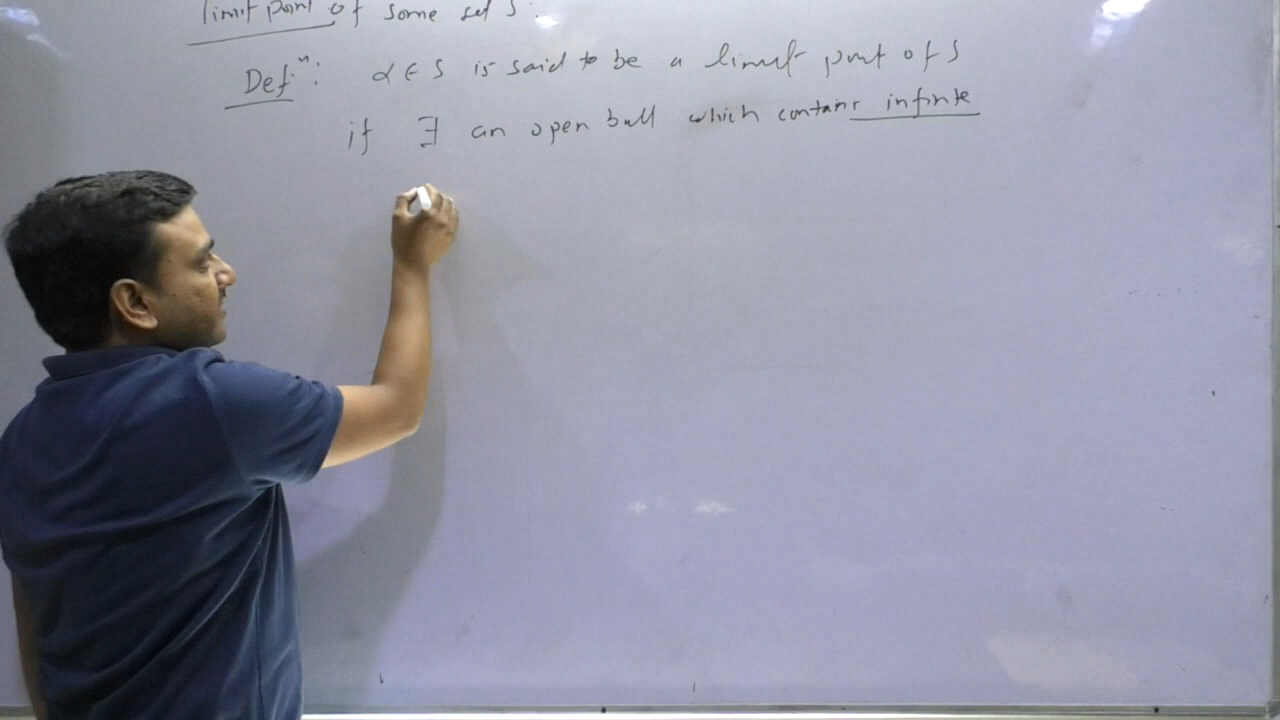 limit point of some set S.
Defⁿ: α ∈ S is said to be a limit point of S
if ∃ an open ball which contains infinite